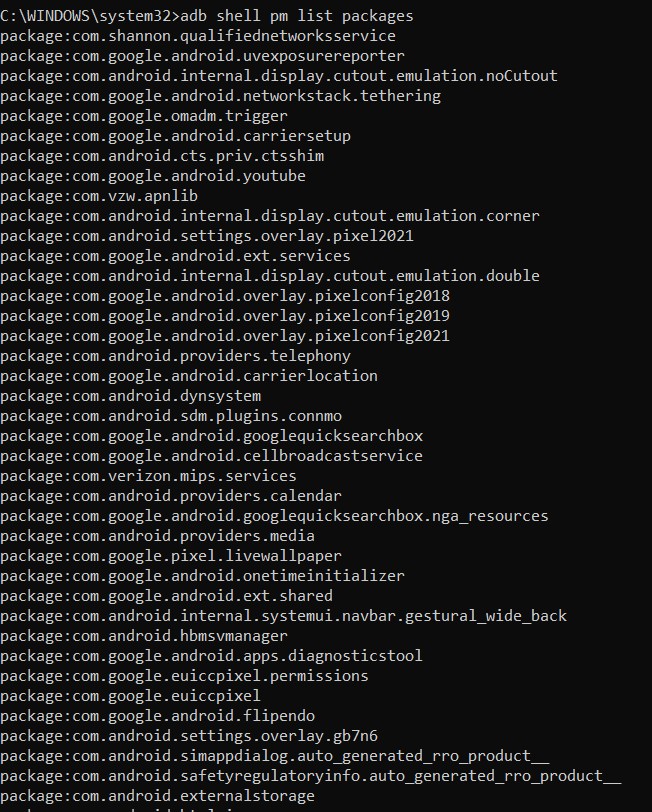 C:\WINDOWS\system32>adb shell pm list packages
package:com.shannon.qualifiednetworksservice
package:com.google.android.uvexposurereporter
package:com.android.internal.display.cutout.emulation.noCutout
package:com.google.android.networkstack.tethering
package:com.google.omadm.trigger
package:com.google.android.carriersetup
package:com.android.cts.priv.ctsshim
package:com.google.android.youtube
package:com.vzw.apnlib
package:com.android.internal.display.cutout.emulation.corner
package:com.android.settings.overlay.pixel2021
package:com.google.android.ext.services
package:com.android.internal.display.cutout.emulation.double
package:com.google.android.overlay.pixelconfig2018
package:com.google.android.overlay.pixelconfig2019
package:com.google.android.overlay.pixelconfig2021
package:com.android.providers.telephony
package:com.google.android.carrierlocation
package:com.android.dynsystem
package:com.android.sdm.plugins.connmo
package:com.google.android.googlequicksearchbox
package:com.google.android.cellbroadcastservice
package:com.verizon.mips.services
package:com.android.providers.calendar
package:com.google.android.googlequicksearchbox.nga_resources
package:com.android.providers.media
package:com.google.pixel.livewallpaper
package:com.google.android.onetimeinitializer
package:com.google.android.ext.shared
package:com.android.internal.systemui.navbar.gestural_wide_back
package:com.android.hbmsvmanager
package:com.google.android.apps.diagnosticstool
package:com.google.euiccpixel.permissions
package:com.google.euiccpixel
package:com.google.android.flipendo
package:com.android.settings.overlay.gb7n6
package:com.android.simappdialog.auto_generated_rro_product__
package:com.android.safetyregulatoryinfo.auto_generated_rro_product__
package:com.android.externalstorage